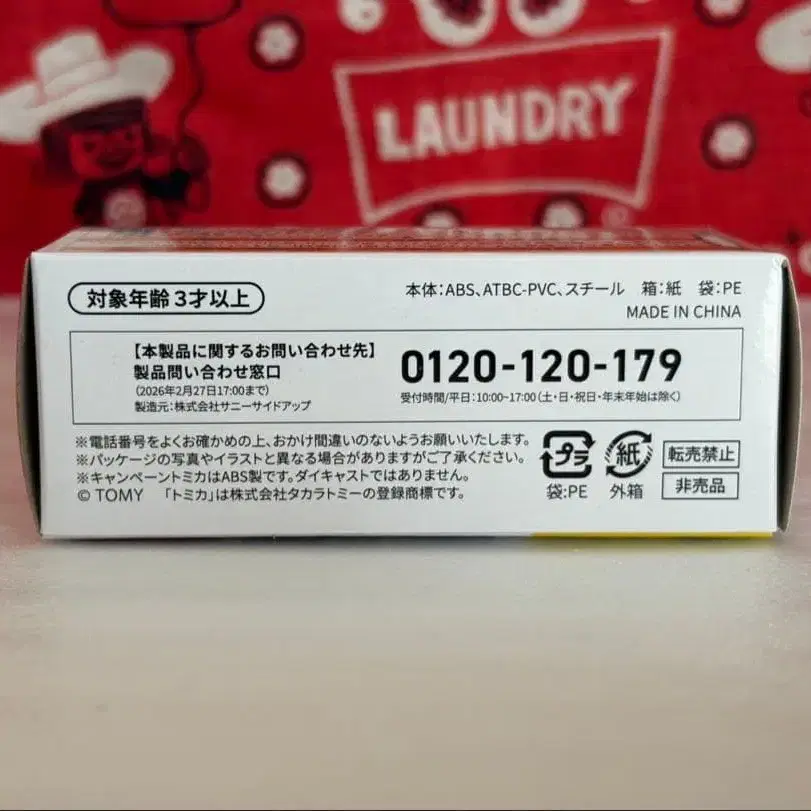 LAUNDRY
対象年齢3才以上
本体:ABS、ATBC-PVC、スチール 箱:紙 袋:PE
MADE IN CHINA
【本製品に関するお問い合わせ先】
製品問い合わせ窓口
(2026年2月27日17:00まで)
製造元:株式会社サニーサイドアップ
0120-120-179
受付時間/平日:10:00~17:00(土・日・祝日・年末年始は除く)
※電話番号をよくお確かめの上、おかけ間違いのないようお願いいたします。
※パッケージの写真やイラストと異なる場合がありますがご了承ください。
※キャンペーントミカはABS製です。ダイキャストではありません。
© TOMY 「トミカ」は株式会社タカラトミーの登録商標です。
プラ
袋:PE
紙
外箱
転売禁止
非売品